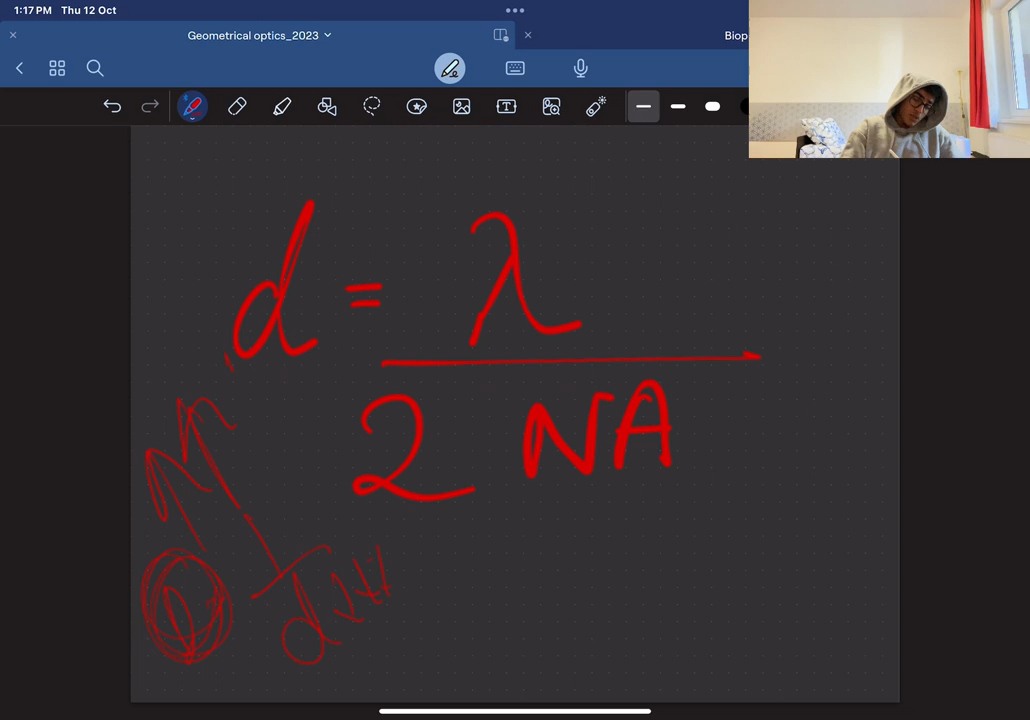 1:17 PM Thu 12 Oct
Geometrical optics_2023
Biop
d = λ
2 NA